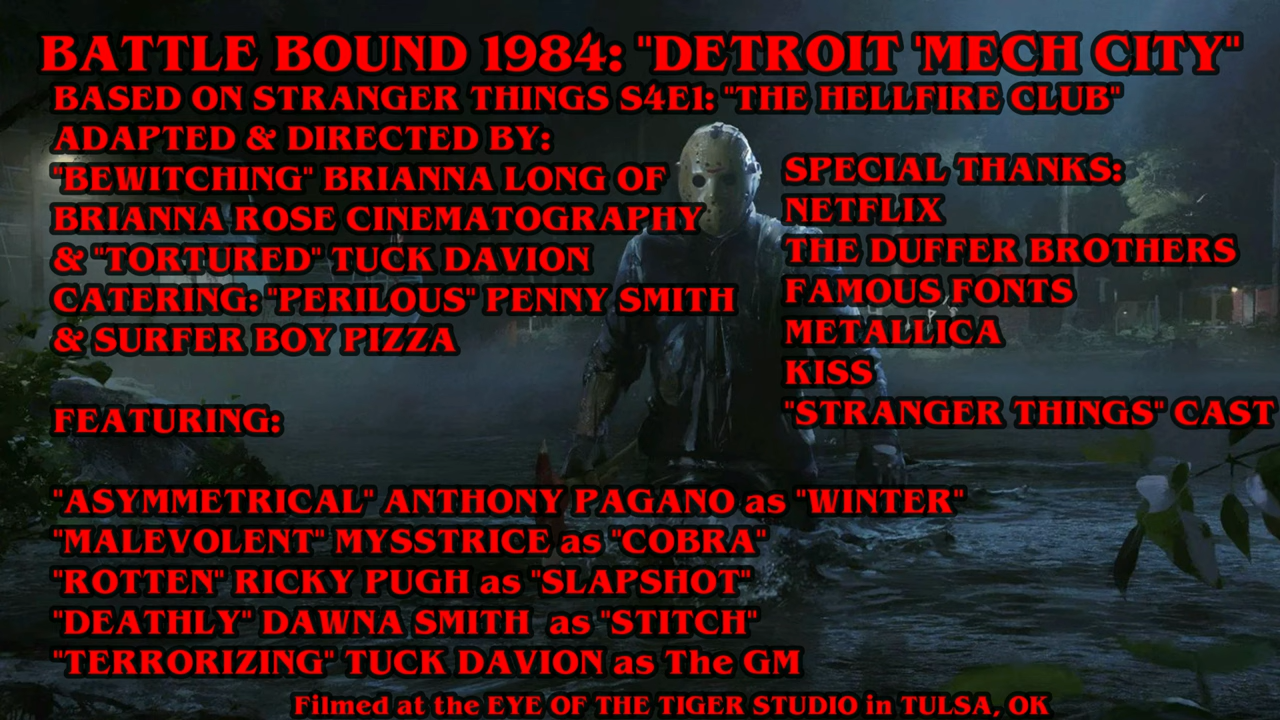 BATTLE BOUND 1984: "DETROIT 'MECH CITY"
BASED ON STRANGER THINGS S4E1: "THE HELLFIRE CLUB"
ADAPTED & DIRECTED BY:
"BEWITCHING" BRIANNA LONG OF
BRIANNA ROSE CINEMATOGRAPHY
& "TORTURED" TUCK DAVION
CATERING: "PERILOUS" PENNY SMITH
& SURFER BOY PIZZA
SPECIAL THANKS:
NETFLIX
THE DUFFER BROTHERS
FAMOUS FONTS
METALLICA
KISS
"STRANGER THINGS" CAST
FEATURING:
"ASYMMETRICAL" ANTHONY PAGANO as "WINTER"
"MALEVOLENT" MYSSTRICE as "COBRA"
"ROTTEN" RICKY PUGH as "SLAPSHOT"
"DEATHLY" DAWNA SMITH as "STITCH"
"TERRORIZING" TUCK DAVION as The GM
Filmed at the EYE OF THE TIGER STUDIO in TULSA, OK